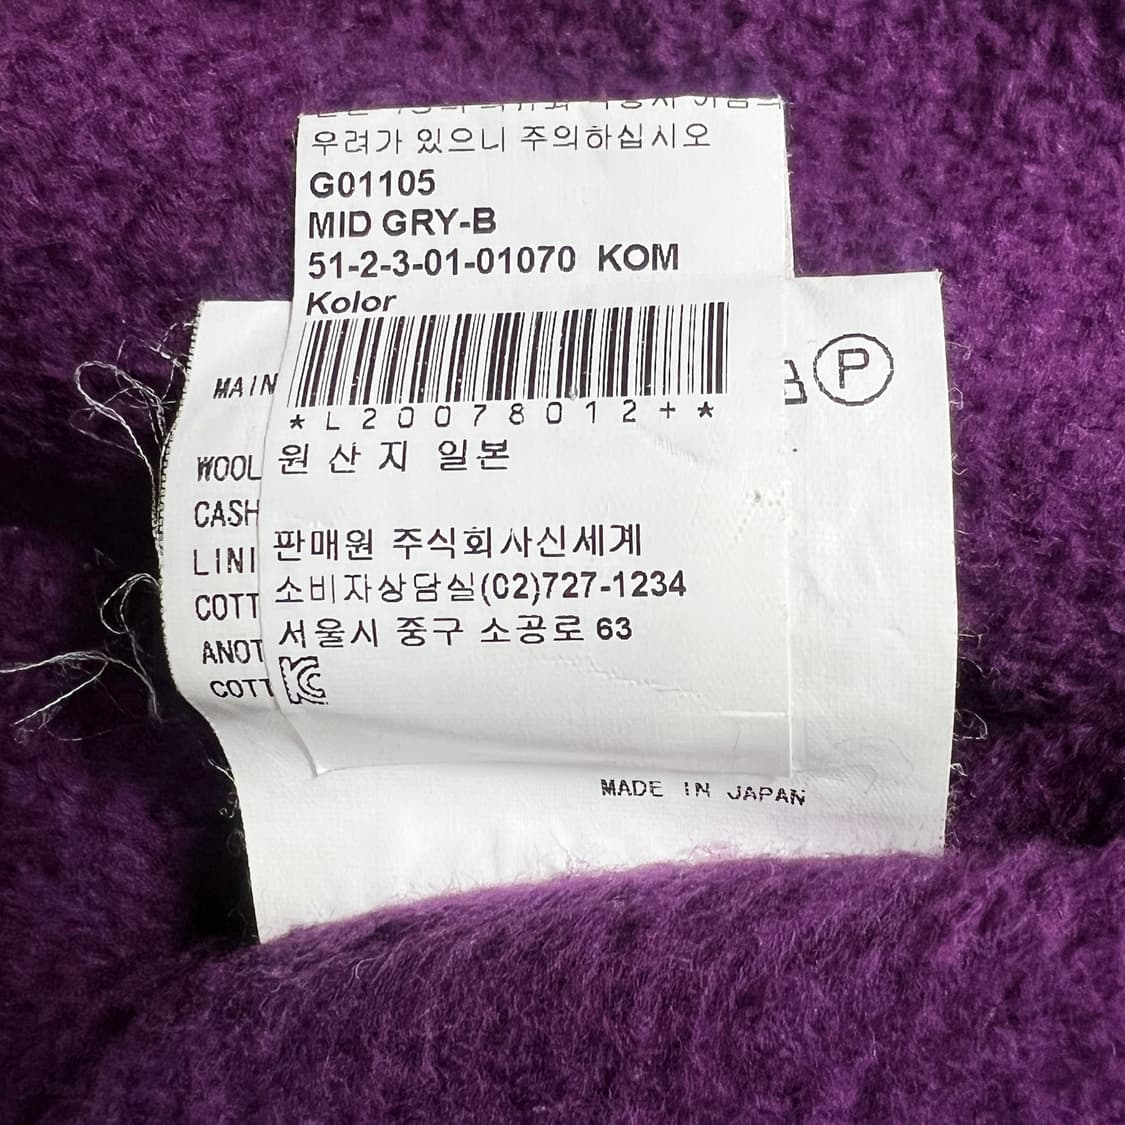 우려가 있으니 주의하십시오
G01105
MID GRY-B
51-2-3-01-01070 KOM
Kolor
*L20078012+*
원산지 일본
판매원 주식회사신세계
소비자상담실(02)727-1234
서울시 중구 소공로 63
KC
P
MAIN
WOOL
CASH
LINI
COTT
ANOT
COTT
MADE IN JAPAN